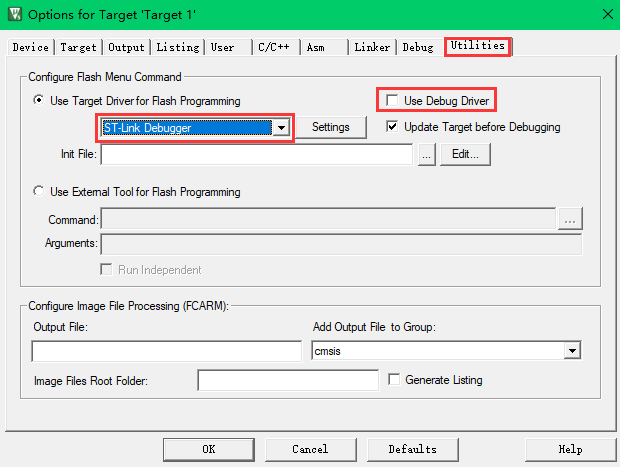 Options for Target 'Target 1'
Device Target Output Listing User C/C++ Asm Linker Debug Utilities
Configure Flash Menu Command
Use Target Driver for Flash Programming
Use Debug Driver
ST-Link Debugger
Settings
Update Target before Debugging
Init File:
...
Edit...
Use External Tool for Flash Programming
Command:
...
Arguments:
Run Independent
Configure Image File Processing (FCARM):
Output File:
Add Output File to Group:
cmsis
Image Files Root Folder:
Generate Listing
OK Cancel Defaults Help